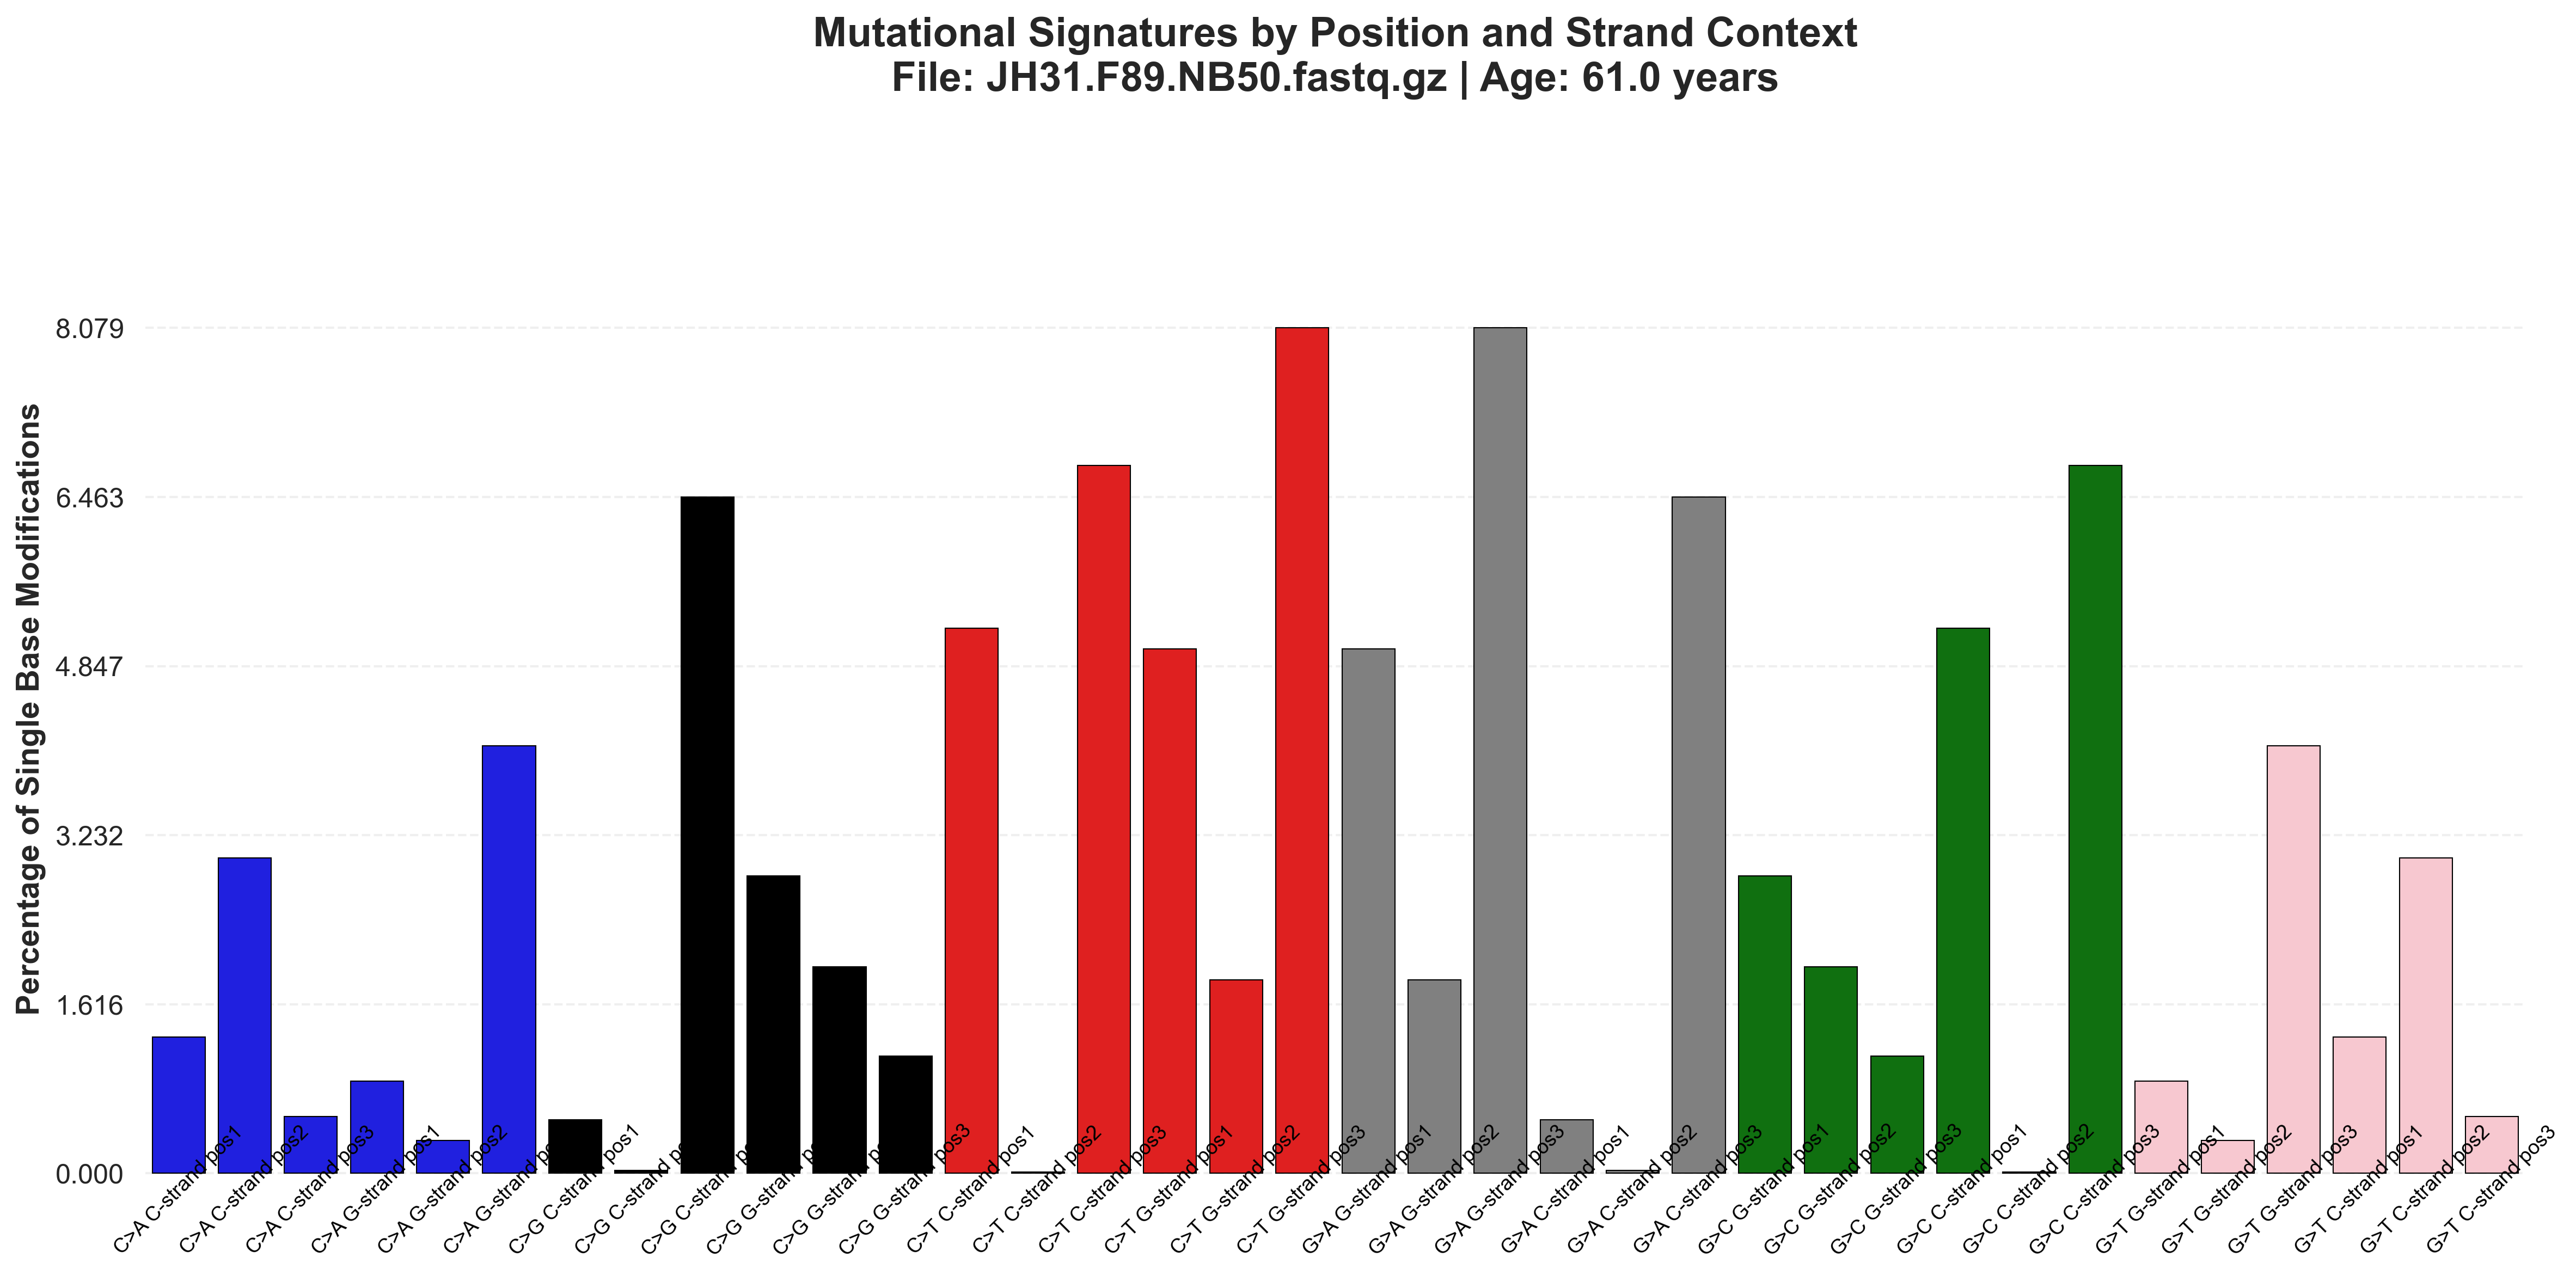 Mutational Signatures by Position and Strand Context
File: JH31.F89.NB50.fastq.gz | Age: 61.0 years
Percentage of Single Base Modifications
8.079
6.463
4.847
3.232
1.616
0.000
C>A C-strand pos1
C>A C-strand pos2
C>A C-strand pos3
C>A G-strand pos1
C>A G-strand pos2
C>A G-strand
C>G C-strand pos1
C>G C-strand
C>G C-strand
C>G G-strand
C>G G-strand
C>G G-strand pos3
C>T C-strand pos1
C>T C-strand pos2
C>T C-strand pos3
C>T G-strand pos1
C>T G-strand pos2
C>T G-strand pos3
G>A G-strand pos1
G>A G-strand pos2
G>A G-strand pos3
G>A C-strand pos1
G>A C-strand pos2
G>A C-strand pos3
G>C G-strand pos1
G>C G-strand pos2
G>C G-strand pos3
G>C C-strand pos1
G>C C-strand pos2
G>C C-strand pos3
G>T G-strand pos1
G>T G-strand pos2
G>T G-strand pos3
G>T C-strand pos1
G>T C-strand pos2
G>T C-strand pos3